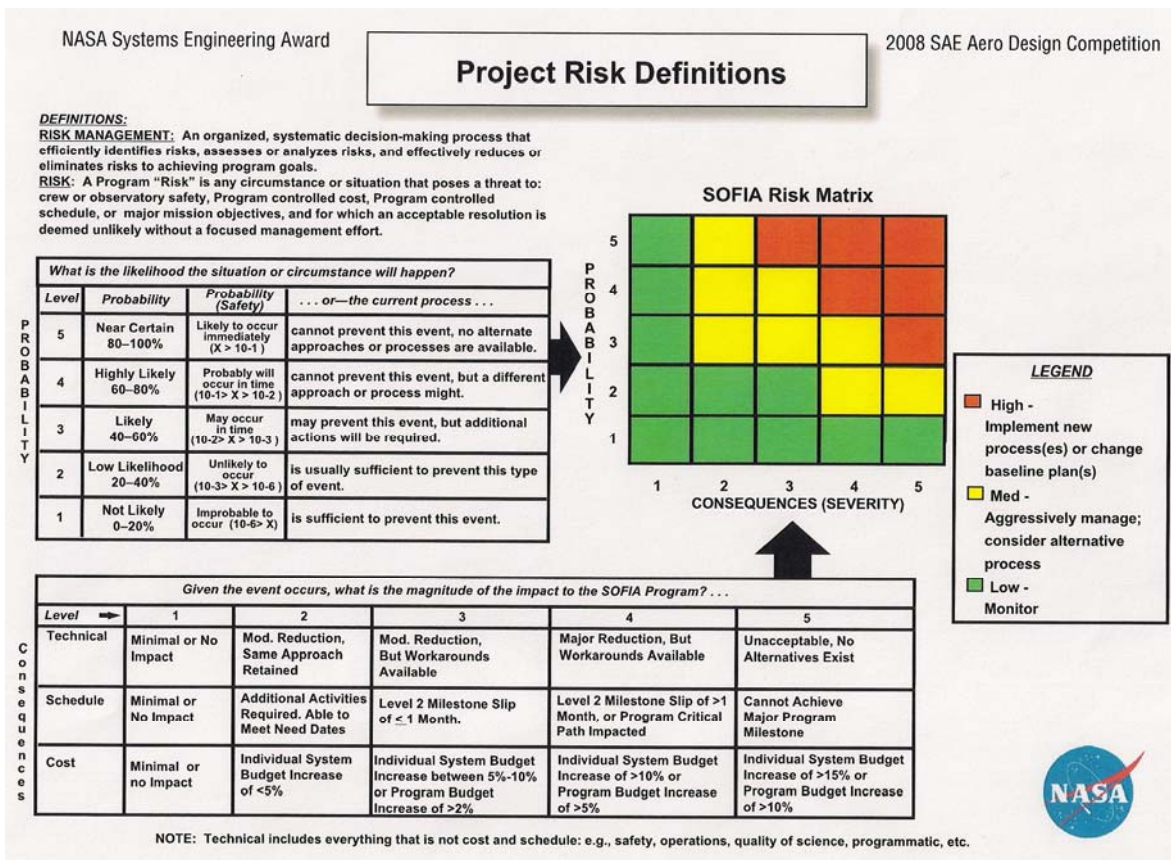 NASA Systems Engineering Award
2008 SAE Aero Design Competition
Project Risk Definitions
DEFINITIONS:
RISK MANAGEMENT: An organized, systematic decision-making process that
efficiently identifies risks, assesses or analyzes risks, and effectively reduces or
eliminates risks to achieving program goals.
RISK: A Program “Risk” is any circumstance or situation that poses a threat to:
crew or observatory safety, Program controlled cost, Program controlled
schedule, or major mission objectives, and for which an acceptable resolution is
deemed unlikely without a focused management effort.
What is the likelihood the situation or circumstance will happen?
Level
Probability
Probability
(Safety)
. . . or—the current process . . .
PROBABILITY
5
Near Certain
80–100%
Likely to occur
immediately
(X > 10-1 )
cannot prevent this event, no alternate
approaches or processes are available.
4
Highly Likely
60–80%
Probably will
occur in time
(10-1> X > 10-2 )
cannot prevent this event, but a different
approach or process might.
3
Likely
40–60%
May occur
in time
(10-2> X > 10-3 )
may prevent this event, but additional
actions will be required.
2
Low Likelihood
20–40%
Unlikely to
occur
(10-3> X > 10-6 )
is usually sufficient to prevent this type
of event.
1
Not Likely
0–20%
Improbable to
occur (10-6> X)
is sufficient to prevent this event.
SOFIA Risk Matrix
PROBABILITY
5
4
3
2
1
1 2 3 4 5
CONSEQUENCES (SEVERITY)
LEGEND
High -
Implement new
process(es) or change
baseline plan(s)
Med -
Aggressively manage;
consider alternative
process
Low -
Monitor
Given the event occurs, what is the magnitude of the impact to the SOFIA Program? . . .
Consequences
Level 1 2 3 4 5
Technical
Minimal or No
Impact
Mod. Reduction,
Same Approach
Retained
Mod. Reduction,
But Workarounds
Available
Major Reduction, But
Workarounds Available
Unacceptable, No
Alternatives Exist
Schedule
Minimal or
No Impact
Additional Activities
Required. Able to
Meet Need Dates
Level 2 Milestone Slip
of ≤ 1 Month.
Level 2 Milestone Slip of >1
Month, or Program Critical
Path Impacted
Cannot Achieve
Major Program
Milestone
Cost
Minimal or
no Impact
Individual System
Budget Increase
of <5%
Individual System Budget
Increase between 5%-10%
or Program Budget
Increase of >2%
Individual System Budget
Increase of >10% or
Program Budget Increase
of >5%
Individual System Budget
Increase of >15% or
Program Budget Increase
of >10%
NASA
NOTE: Technical includes everything that is not cost and schedule: e.g., safety, operations, quality of science, programmatic, etc.